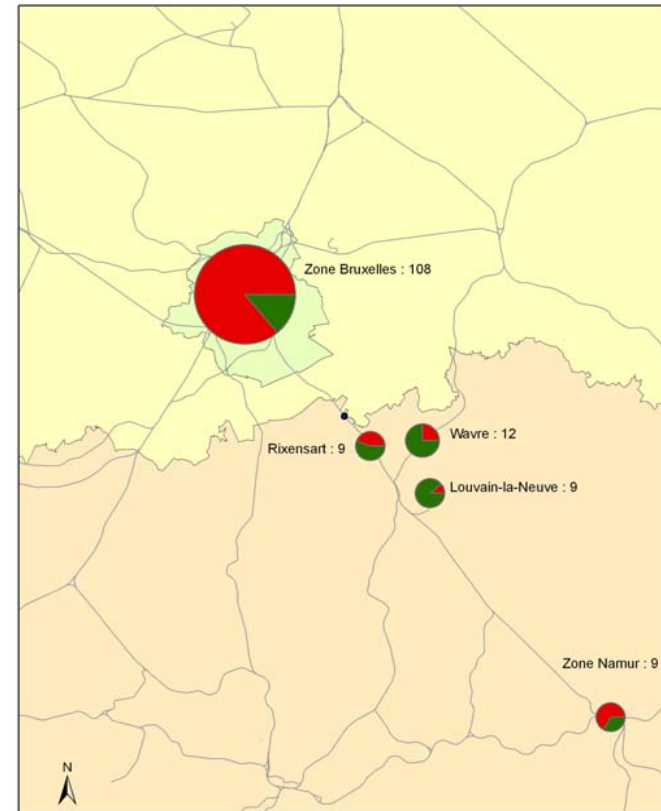 Zone Bruxelles : 108
Wavre : 12
Rixensart : 9
Louvain-la-Neuve : 9
Zone Namur : 9
N